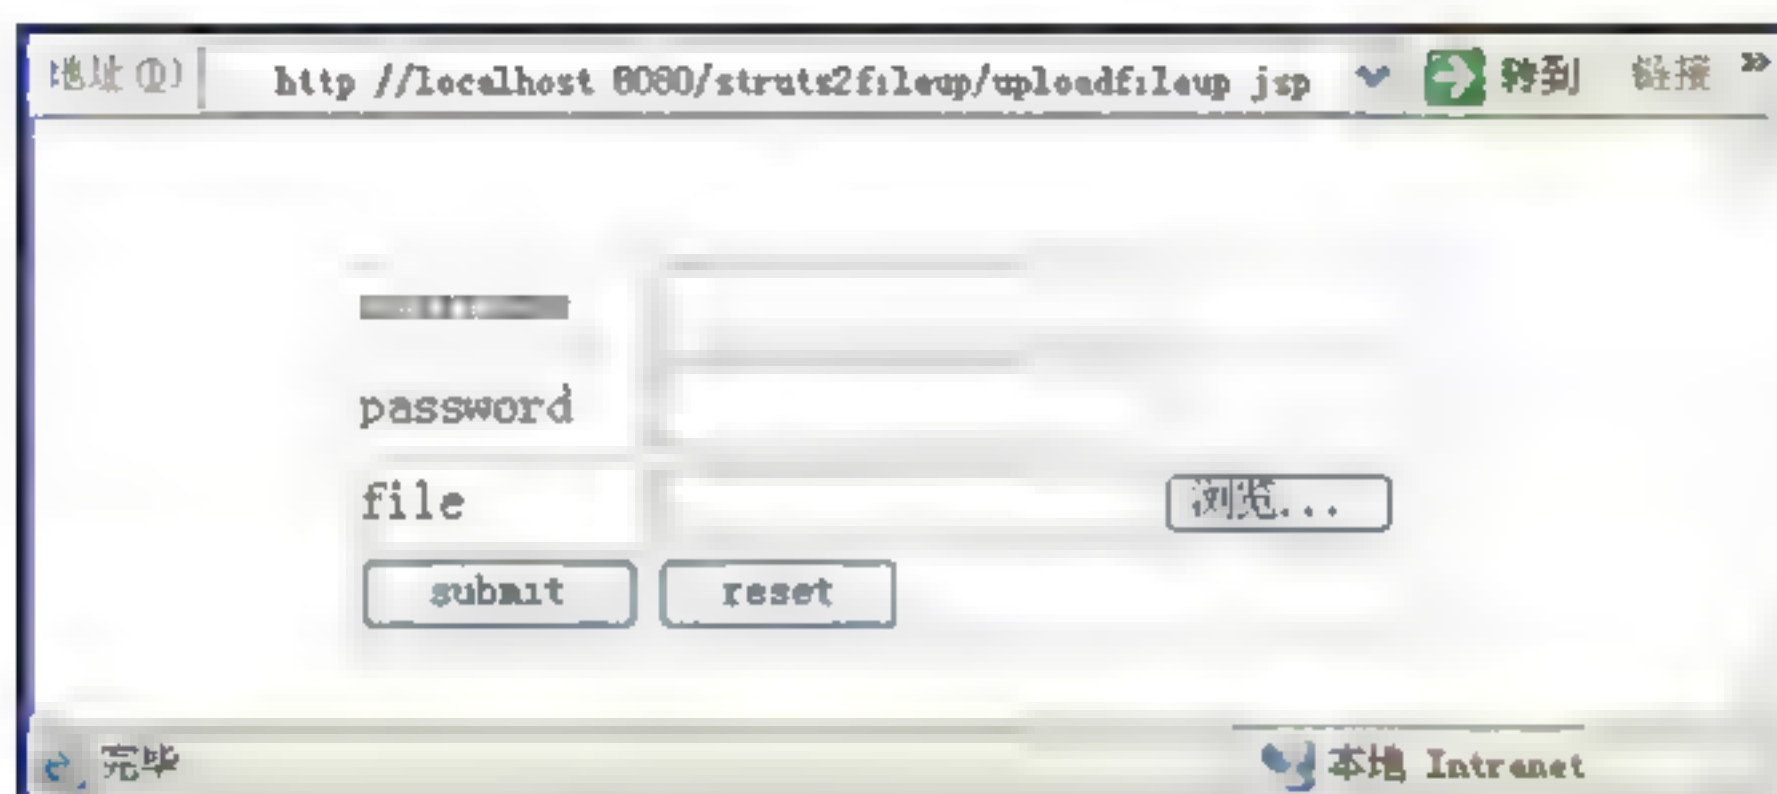 地址(D) http //localhost 8080/struts2fileup/uploadfileup jsp 转到 链接 »
password
file 浏览...
submit reset
完毕 本地 Intranet